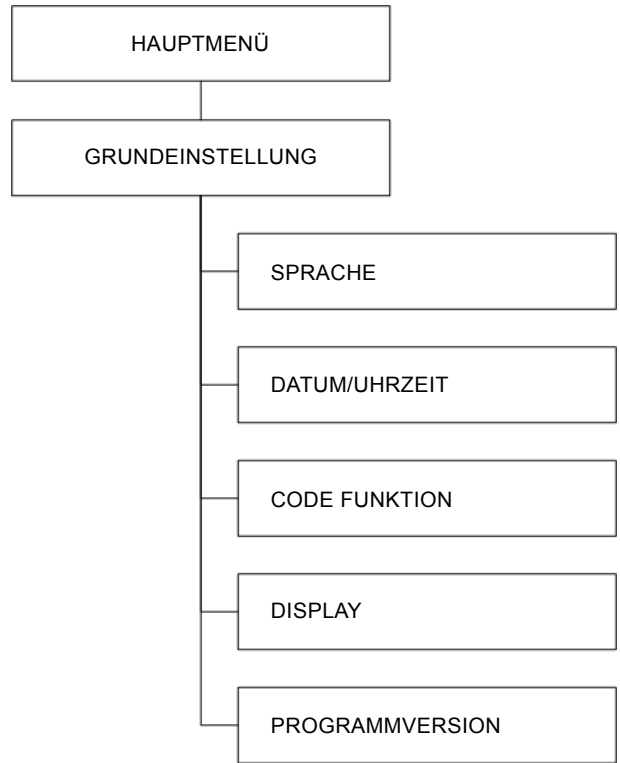 HAUPTMENÜ
GRUNDEINSTELLUNG
SPRACHE
DATUM/UHRZEIT
CODE FUNKTION
DISPLAY
PROGRAMMVERSION